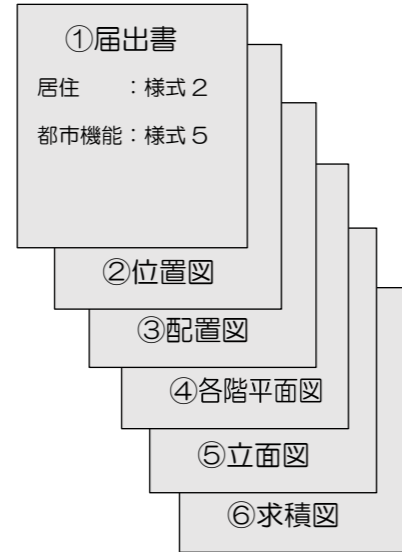 ①届出書
居住　　：様式２
都市機能：様式５
②位置図
③配置図
④各階平面図
⑤立面図
⑥求積図